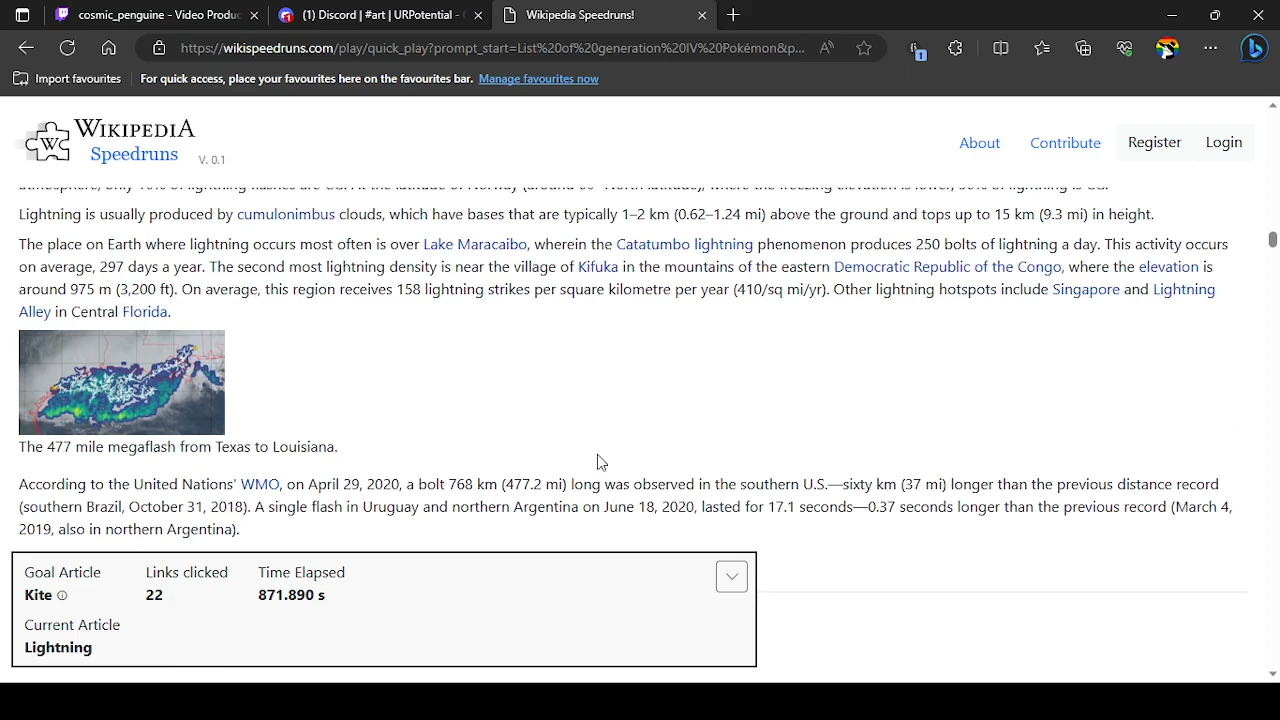 cosmic_penguine - Video Produc
(1) Discord | #art | URPotential -
Wikipedia Speedruns!
https://wikispeedruns.com/play/quick_play?prompt_start=List%20of%20generation%20IV%20Pokémon&p...
1
Import favourites
For quick access, place your favourites here on the favourites bar. Manage favourites now
WIKIPEDIA
Speedruns
V. 0.1
About
Contribute
Register
Login
Lightning is usually produced by cumulonimbus clouds, which have bases that are typically 1–2 km (0.62–1.24 mi) above the ground and tops up to 15 km (9.3 mi) in height.
The place on Earth where lightning occurs most often is over Lake Maracaibo, wherein the Catatumbo lightning phenomenon produces 250 bolts of lightning a day. This activity occurs
on average, 297 days a year. The second most lightning density is near the village of Kifuka in the mountains of the eastern Democratic Republic of the Congo, where the elevation is
around 975 m (3,200 ft). On average, this region receives 158 lightning strikes per square kilometre per year (410/sq mi/yr). Other lightning hotspots include Singapore and Lightning
Alley in Central Florida.
The 477 mile megaflash from Texas to Louisiana.
According to the United Nations' WMO, on April 29, 2020, a bolt 768 km (477.2 mi) long was observed in the southern U.S.—sixty km (37 mi) longer than the previous distance record
(southern Brazil, October 31, 2018). A single flash in Uruguay and northern Argentina on June 18, 2020, lasted for 17.1 seconds—0.37 seconds longer than the previous record (March 4,
2019, also in northern Argentina).
Goal Article Links clicked Time Elapsed
Kite 22 871.890 s
Current Article
Lightning